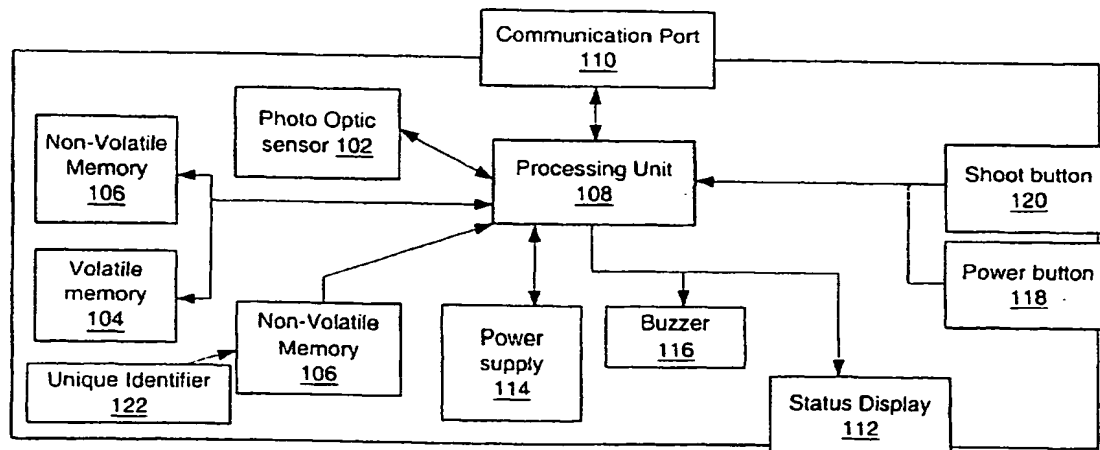 Communication Port
110
Photo Optic
sensor 102
Non-Volatile
Memory
106
Processing Unit
108
Shoot button
120
Volatile
memory
104
Power button
118
Non-Volatile
Memory
106
Power
supply
114
Buzzer
116
Unique Identifier
122
Status Display
112